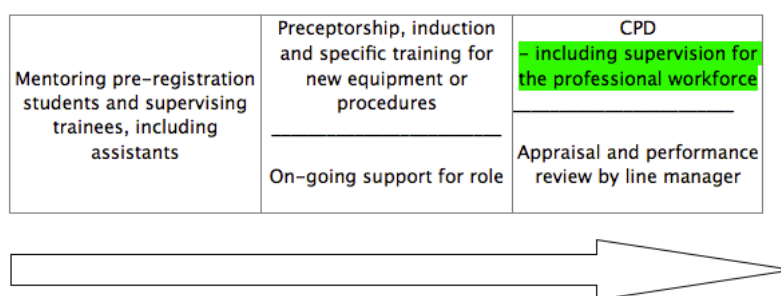 Mentoring pre-registration
students and supervising
trainees, including
assistants
Preceptorship, induction
and specific training for
new equipment or
procedures
On-going support for role
CPD
– including supervision for
the professional workforce
Appraisal and performance
review by line manager